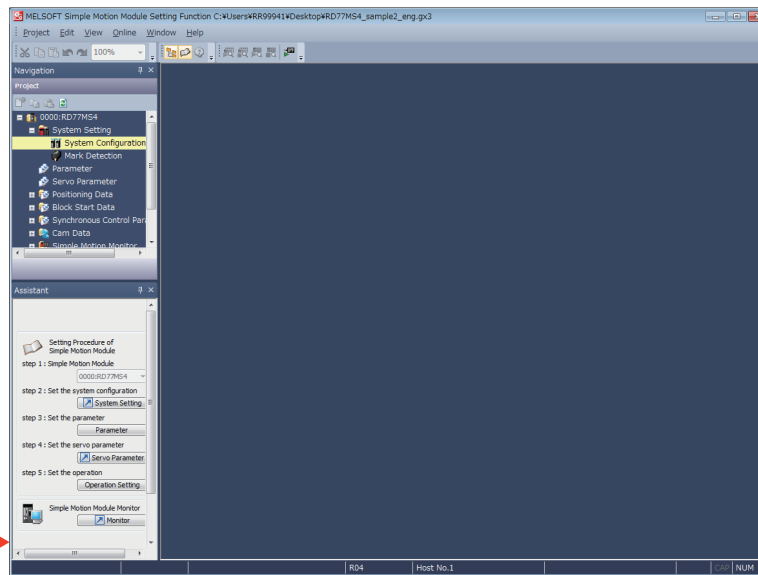 MELSOFT Simple Motion Module Setting Function C:¥Users¥RR99941¥Desktop¥RD77MS4_sample2_eng.gx3
Project Edit View Online Window Help
100%
Navigation
Project
0000:RD77MS4
System Setting
System Configuration
Mark Detection
Parameter
Servo Parameter
Positioning Data
Block Start Data
Synchronous Control Par
Cam Data
Simple Motion Monitor
Assistant
Setting Procedure of
Simple Motion Module
step 1 : Simple Motion Module
0000:RD77MS4
step 2 : Set the system configuration
System Setting
step 3 : Set the parameter
Parameter
step 4 : Set the servo parameter
Servo Parameter
step 5 : Set the operation
Operation Setting
Simple Motion Module Monitor
Monitor
R04 Host No.1 CAP NUM